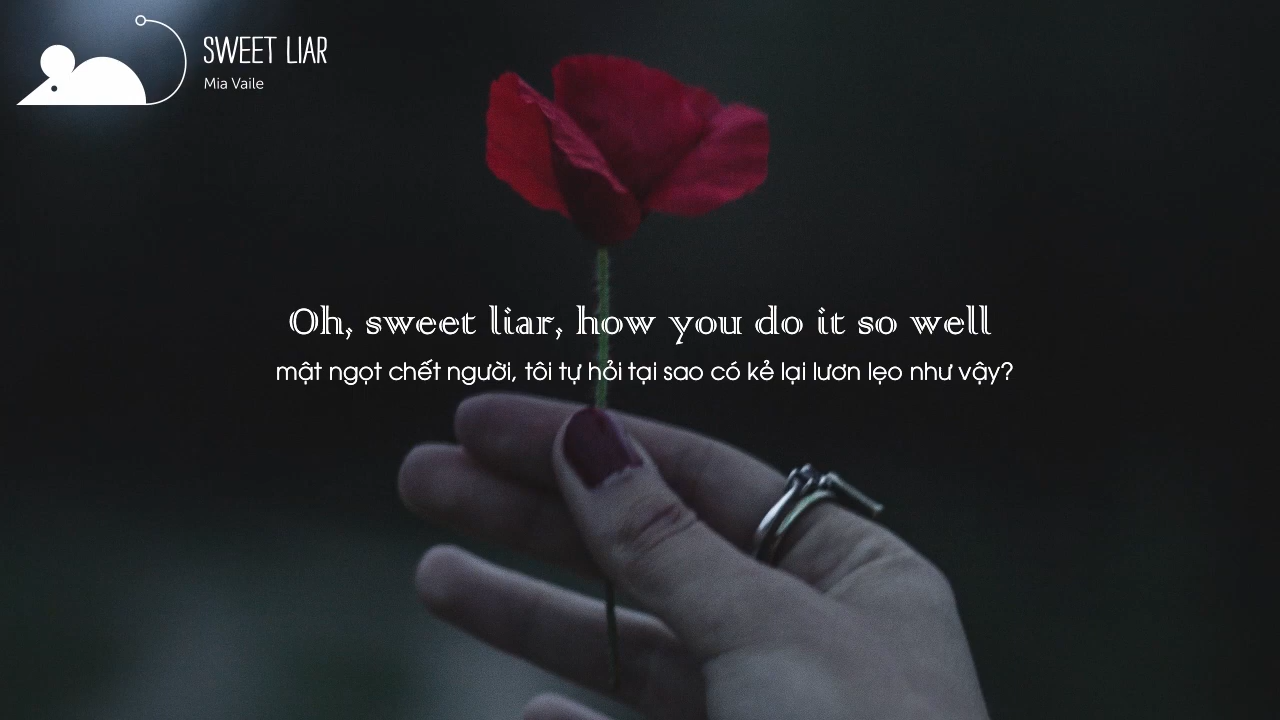 SWEET LIAR
Mia Vaile
Oh, sweet liar, how you do it so well
mật ngọt chết người, tôi tự hỏi tại sao có kẻ lại lươn lẹo như vậy?